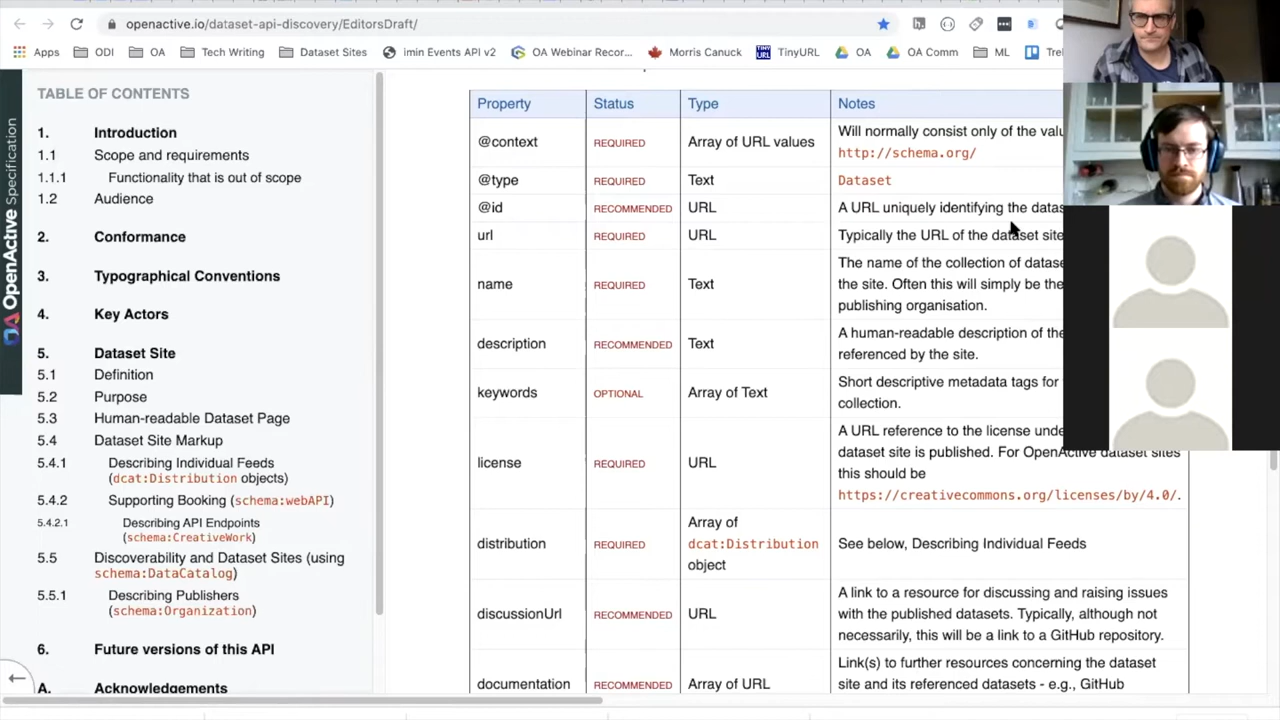 openactive.io/dataset-api-discovery/EditorsDraft/
Apps ODI OA Tech Writing Dataset Sites imin Events API v2 OA Webinar Recor... Morris Canuck TinyURL OA OA Comm ML Trel
OpenActive Specification
TABLE OF CONTENTS
1. Introduction
1.1 Scope and requirements
1.1.1 Functionality that is out of scope
1.2 Audience
2. Conformance
3. Typographical Conventions
4. Key Actors
5. Dataset Site
5.1 Definition
5.2 Purpose
5.3 Human-readable Dataset Page
5.4 Dataset Site Markup
5.4.1 Describing Individual Feeds
(dcat:Distribution objects)
5.4.2 Supporting Booking (schema:webAPI)
5.4.2.1 Describing API Endpoints
(schema:CreativeWork)
5.5 Discoverability and Dataset Sites (using
schema:DataCatalog)
5.5.1 Describing Publishers
(schema:Organization)
6. Future versions of this API
A. Acknowledgements
Property Status Type Notes
@context REQUIRED Array of URL values Will normally consist only of the valu
http://schema.org/
@type REQUIRED Text Dataset
@id RECOMMENDED URL A URL uniquely identifying the datas
url REQUIRED URL Typically the URL of the dataset site
name REQUIRED Text The name of the collection of datase
the site. Often this will simply be the
publishing organisation.
description RECOMMENDED Text A human-readable description of the
referenced by the site.
keywords OPTIONAL Array of Text Short descriptive metadata tags for
collection.
license REQUIRED URL A URL reference to the license unde
dataset site is published. For OpenActive dataset sites
this should be
https://creativecommons.org/licenses/by/4.0/.
distribution REQUIRED Array of
dcat:Distribution
object See below, Describing Individual Feeds
discussionUrl RECOMMENDED URL A link to a resource for discussing and raising issues
with the published datasets. Typically, although not
necessarily, this will be a link to a GitHub repository.
documentation RECOMMENDED Array of URL Link(s) to further resources concerning the dataset
site and its referenced datasets - e.g., GitHub